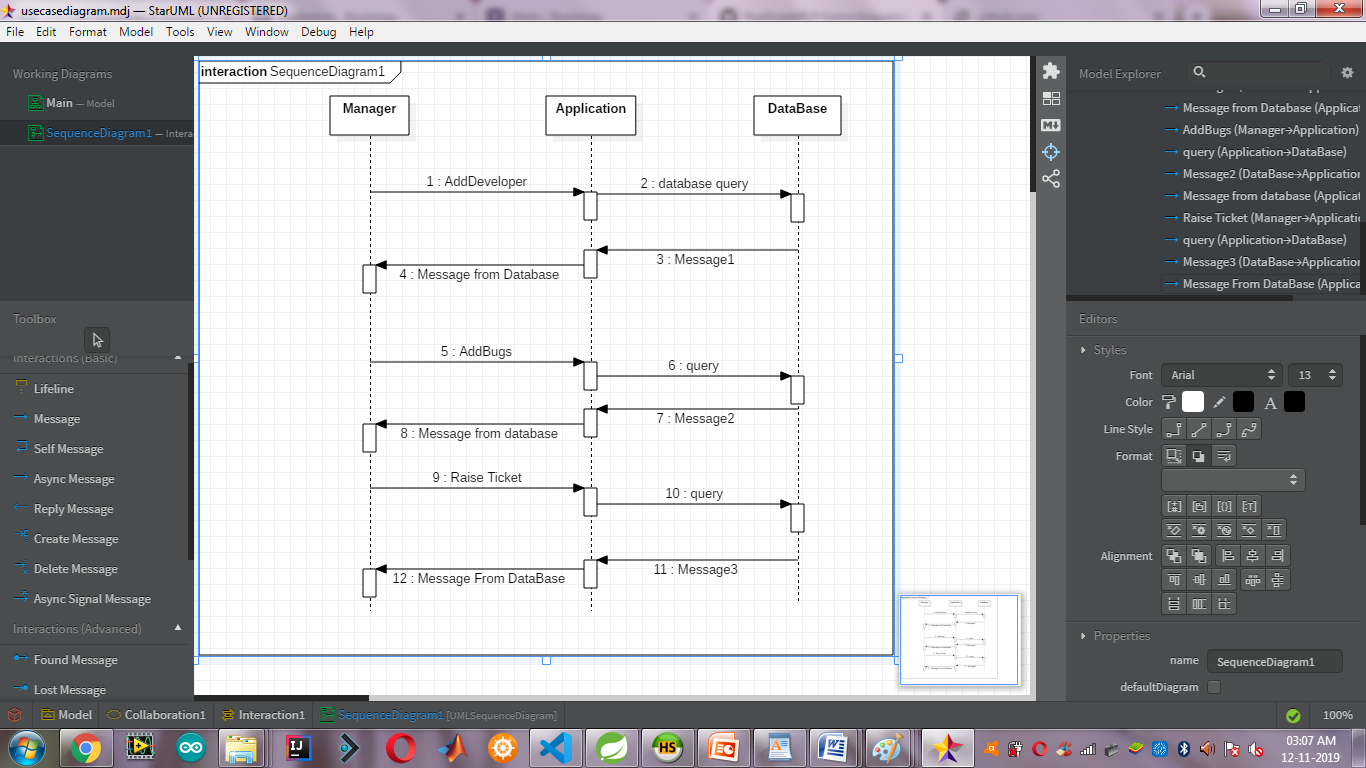 usecasediagram.mdj — StarUML (UNREGISTERED)
File Edit Format Model Tools View Window Debug Help
Working Diagrams
Main — Model
SequenceDiagram1 — Interac
Toolbox
Interactions (Basic)
Lifeline
Message
Self Message
Async Message
Reply Message
Create Message
Delete Message
Async Signal Message
Interactions (Advanced)
Found Message
Lost Message
interaction SequenceDiagram1
Manager
Application
DataBase
1 : AddDeveloper
2 : database query
3 : Message1
4 : Message from Database
5 : AddBugs
6 : query
7 : Message2
8 : Message from database
9 : Raise Ticket
10 : query
11 : Message3
12 : Message From DataBase
Model Explorer
Message from Database (Applicat
AddBugs (Manager→Application)
query (Application→DataBase)
Message2 (DataBase→Application
Message from database (Applicat
Raise Ticket (Manager→Applicatio
query (Application→DataBase)
Message3 (DataBase→Application
Message From DataBase (Applica
Editors
Styles
Font Arial 13
Color A
Line Style
Format
Alignment
Properties
name SequenceDiagram1
defaultDiagram
Model Collaboration1 Interaction1 SequenceDiagram1 [UMLSequenceDiagram]
100%
03:07 AM
12-11-2019